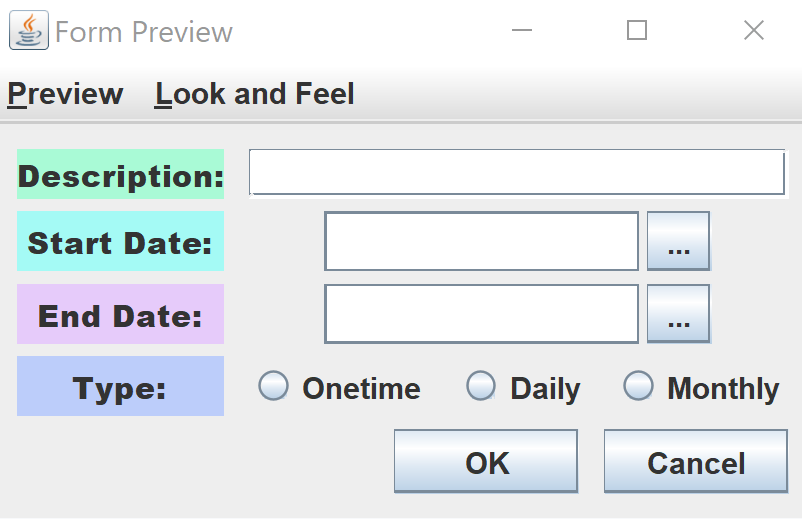 Form Preview
Preview Look and Feel
Description:
Start Date: ...
End Date: ...
Type: Onetime Daily Monthly
OK Cancel